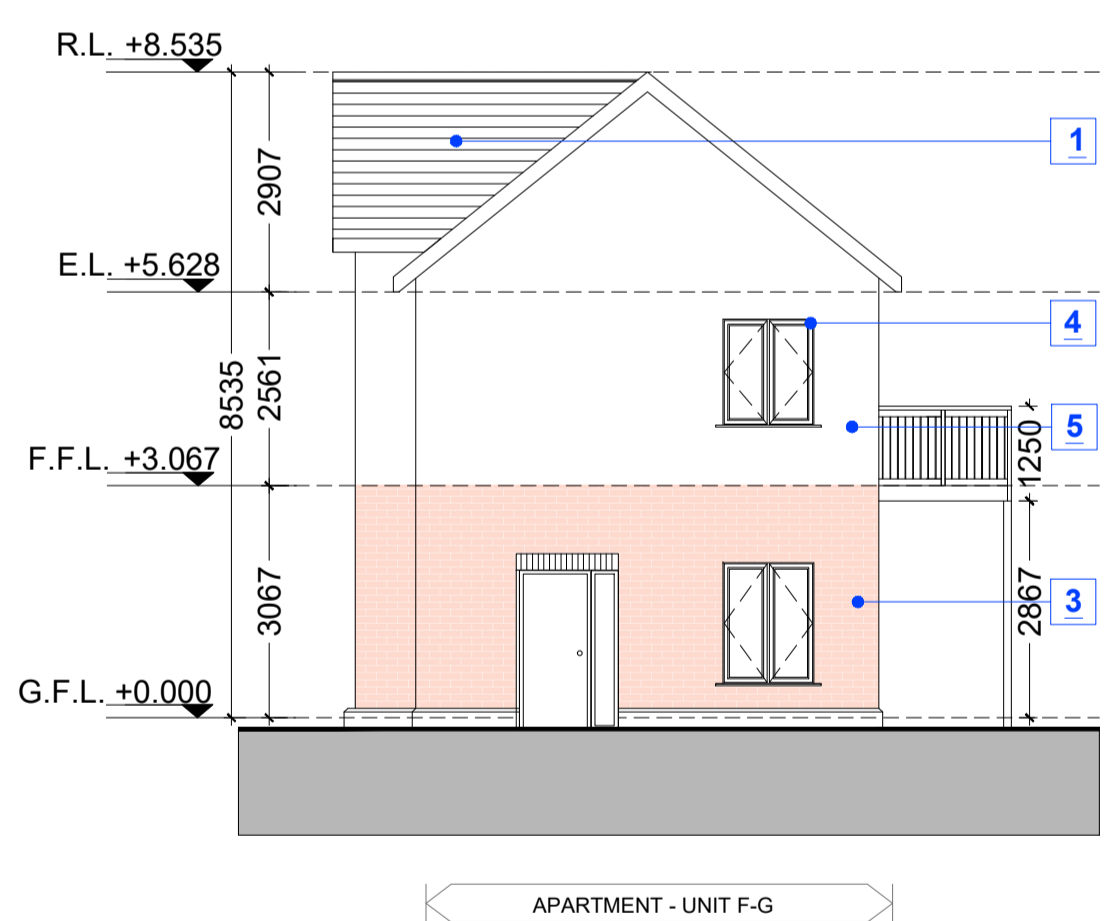 R.L. +8.535
1
2907
E.L. +5.628
4
8535
2561
5
1250
F.F.L. +3.067
3067
3
2867
G.F.L. +0.000
APARTMENT - UNIT F-G